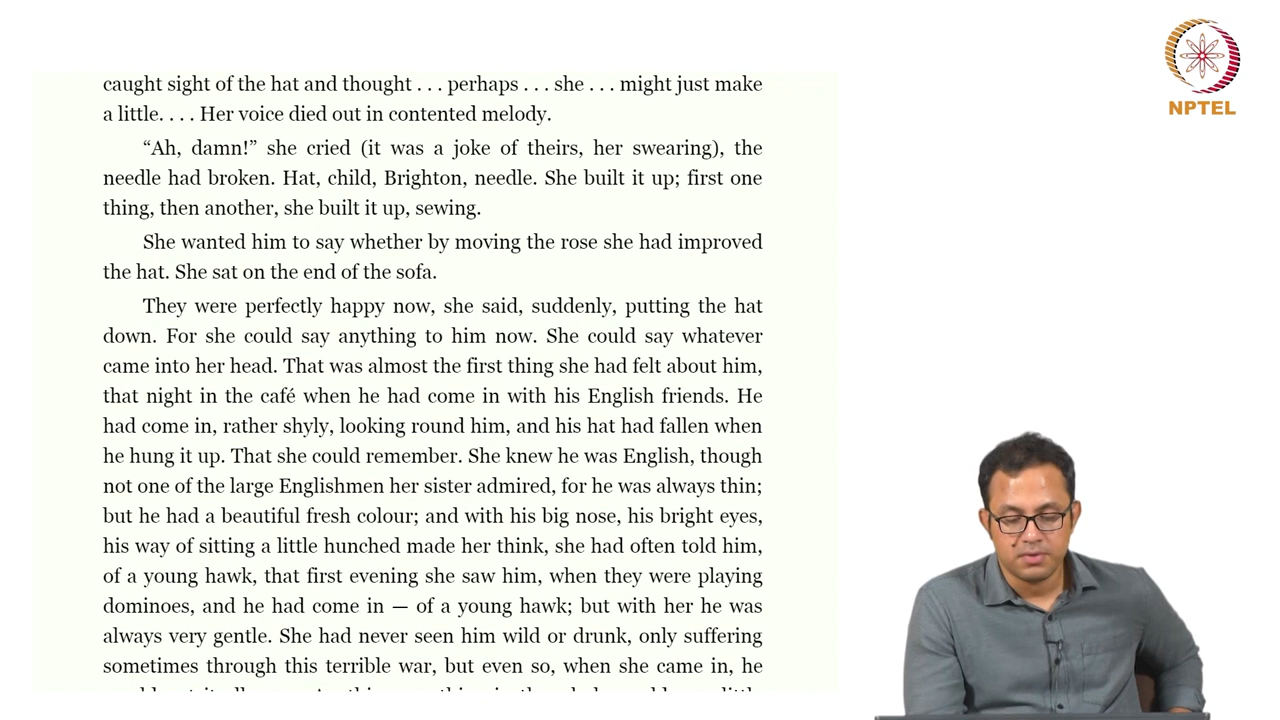 caught sight of the hat and thought . . . perhaps . . . she . . . might just make
a little. . . . Her voice died out in contented melody.
“Ah, damn!” she cried (it was a joke of theirs, her swearing), the
needle had broken. Hat, child, Brighton, needle. She built it up; first one
thing, then another, she built it up, sewing.
She wanted him to say whether by moving the rose she had improved
the hat. She sat on the end of the sofa.
They were perfectly happy now, she said, suddenly, putting the hat
down. For she could say anything to him now. She could say whatever
came into her head. That was almost the first thing she had felt about him,
that night in the café when he had come in with his English friends. He
had come in, rather shyly, looking round him, and his hat had fallen when
he hung it up. That she could remember. She knew he was English, though
not one of the large Englishmen her sister admired, for he was always thin;
but he had a beautiful fresh colour; and with his big nose, his bright eyes,
his way of sitting a little hunched made her think, she had often told him,
of a young hawk, that first evening she saw him, when they were playing
dominoes, and he had come in — of a young hawk; but with her he was
always very gentle. She had never seen him wild or drunk, only suffering
sometimes through this terrible war, but even so, when she came in, he
NPTEL